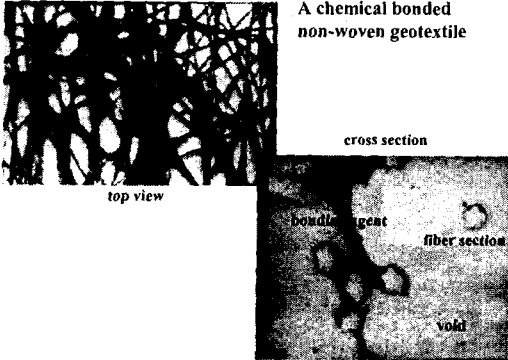 A chemical bonded
non-woven geotextile
cross section
top view
bonding agent
fiber section
void